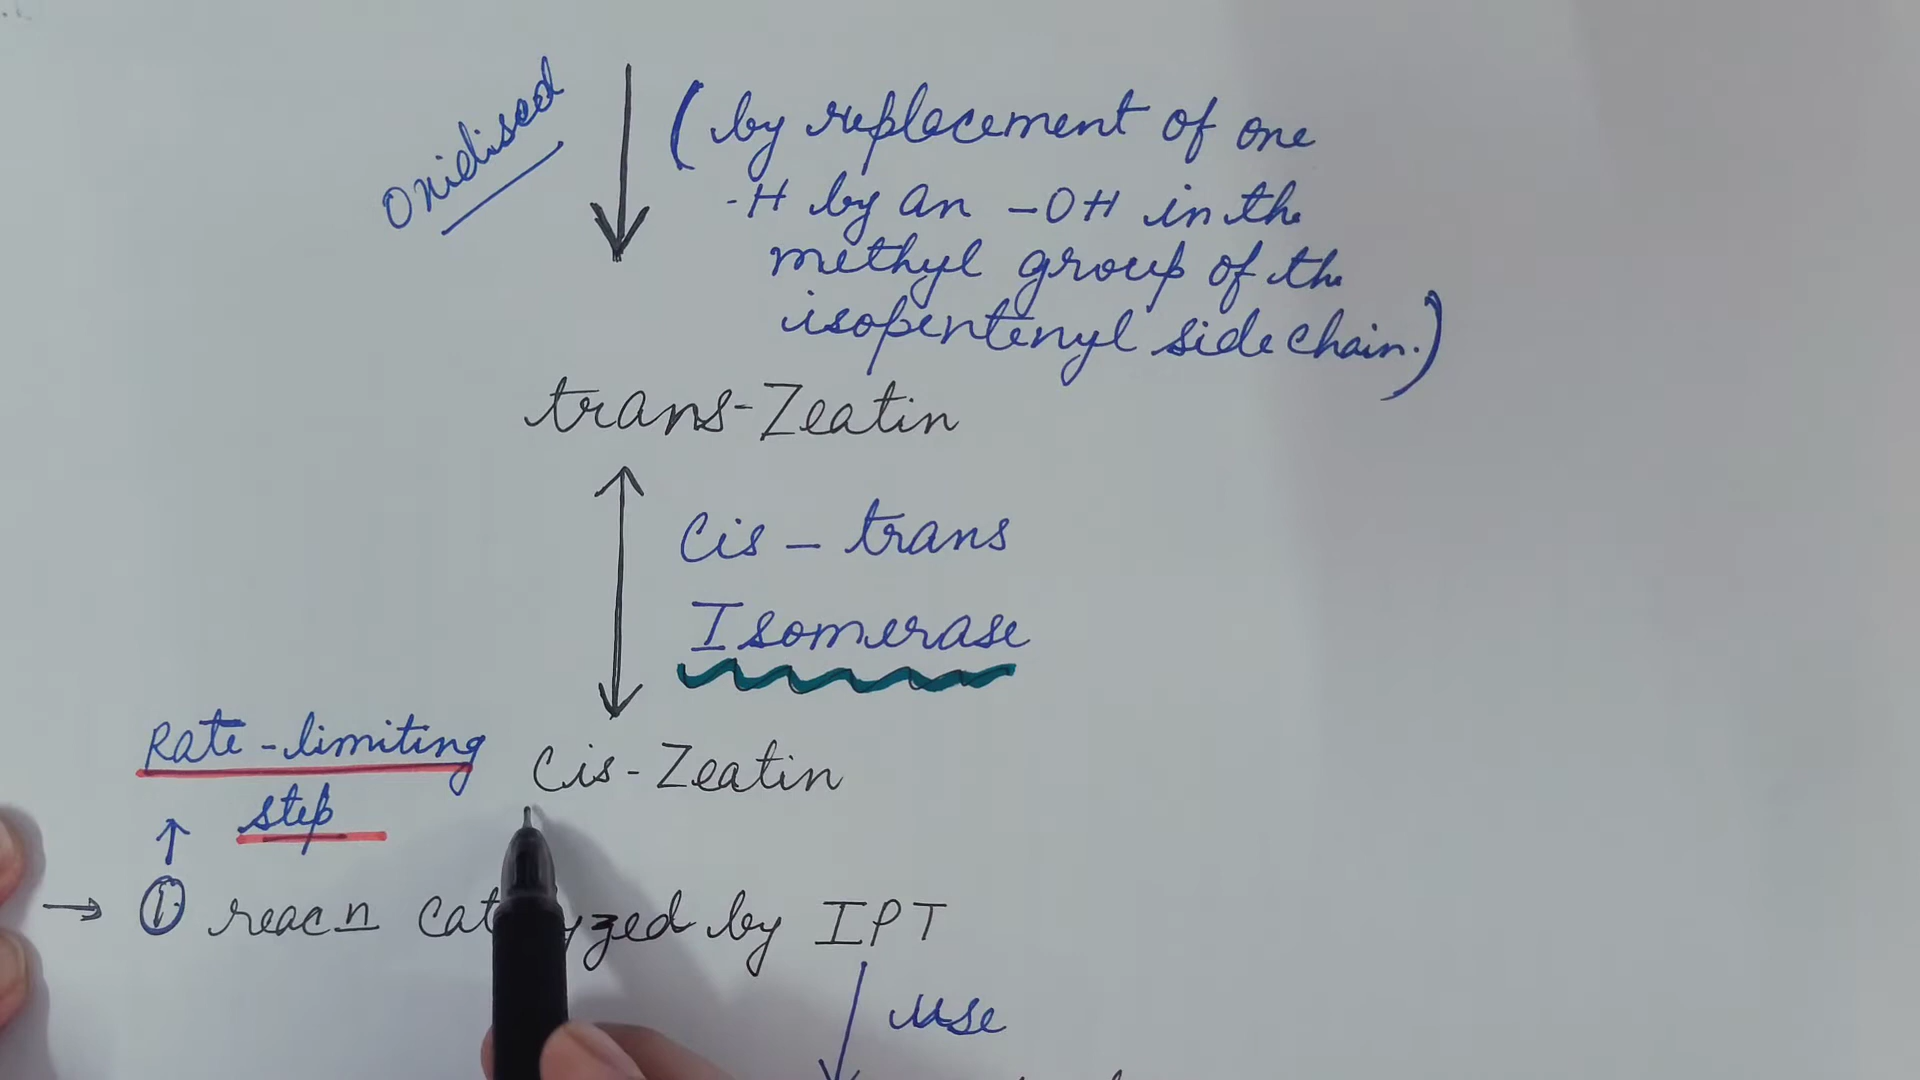 Oxidised
(by replacement of one
-H by an -OH in the
methyl group of the
isopentenyl side chain.)
trans-Zeatin
Cis - trans
Isomerase
Rate-limiting
step
Cis-Zeatin
→ ① reacn catalyzed by IPT
use